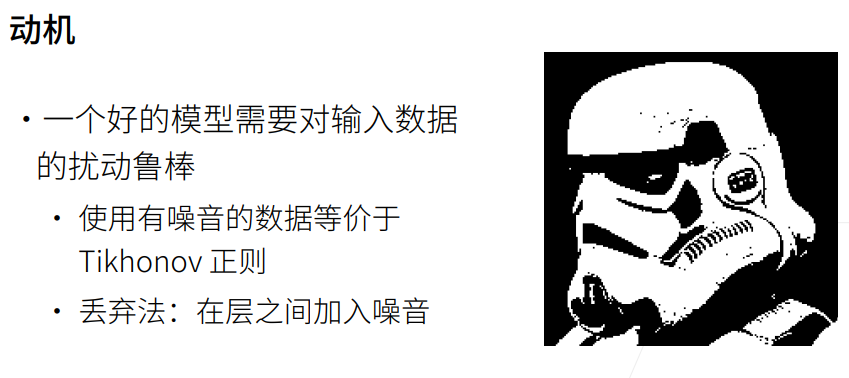 动机
• 一个好的模型需要对输入数据
的扰动鲁棒
• 使用有噪音的数据等价于
Tikhonov 正则
• 丢弃法：在层之间加入噪音